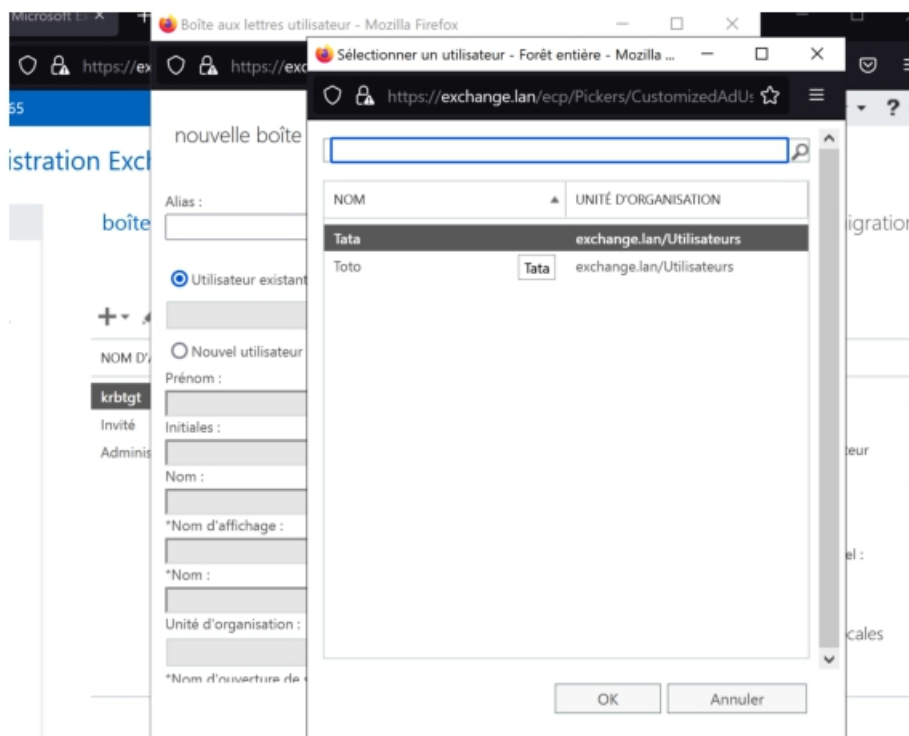 Microsoft E
Boîte aux lettres utilisateur - Mozilla Firefox
Sélectionner un utilisateur - Forêt entière - Mozilla ...
https://ex
https://exc
https://exchange.lan/ecp/Pickers/CustomizedAdUs
65
?
istration Excl
nouvelle boîte
NOM
UNITÉ D'ORGANISATION
Alias :
boîte
igration
Tata
exchange.lan/Utilisateurs
Toto
Tata
exchange.lan/Utilisateurs
Utilisateur existant
Nouvel utilisateur
NOM D'
Prénom :
krbtgt
Invité
Initiales :
Adminis
teur
Nom :
*Nom d'affichage :
el :
*Nom :
Unité d'organisation :
cales
*Nom d'ouverture de
OK
Annuler